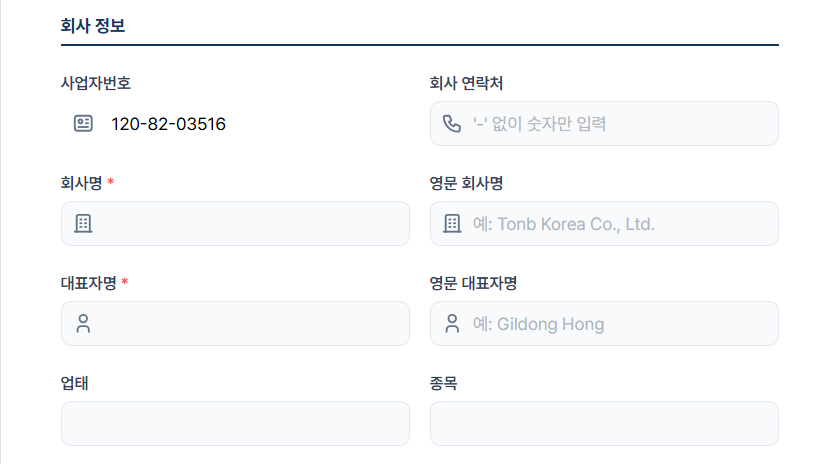 회사 정보
사업자번호 회사 연락처
120-82-03516 '-' 없이 숫자만 입력
회사명 * 영문 회사명
예: Tonb Korea Co., Ltd.
대표자명 * 영문 대표자명
예: Gildong Hong
업태 종목